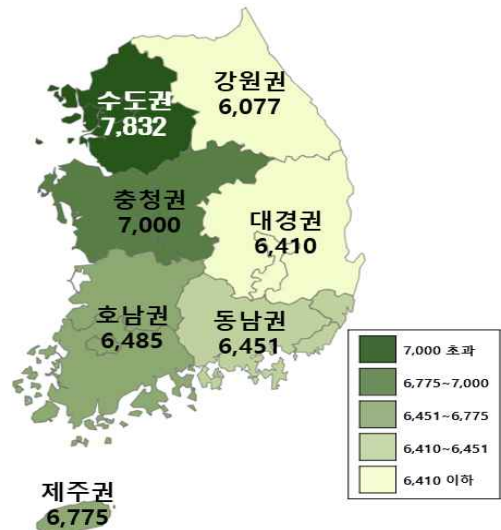 강원권
6,077
수도권
7,832
충청권
7,000
대경권
6,410
호남권
6,485
동남권
6,451
제주권
6,775
7,000 초과
6,775~7,000
6,451~6,775
6,410~6,451
6,410 이하